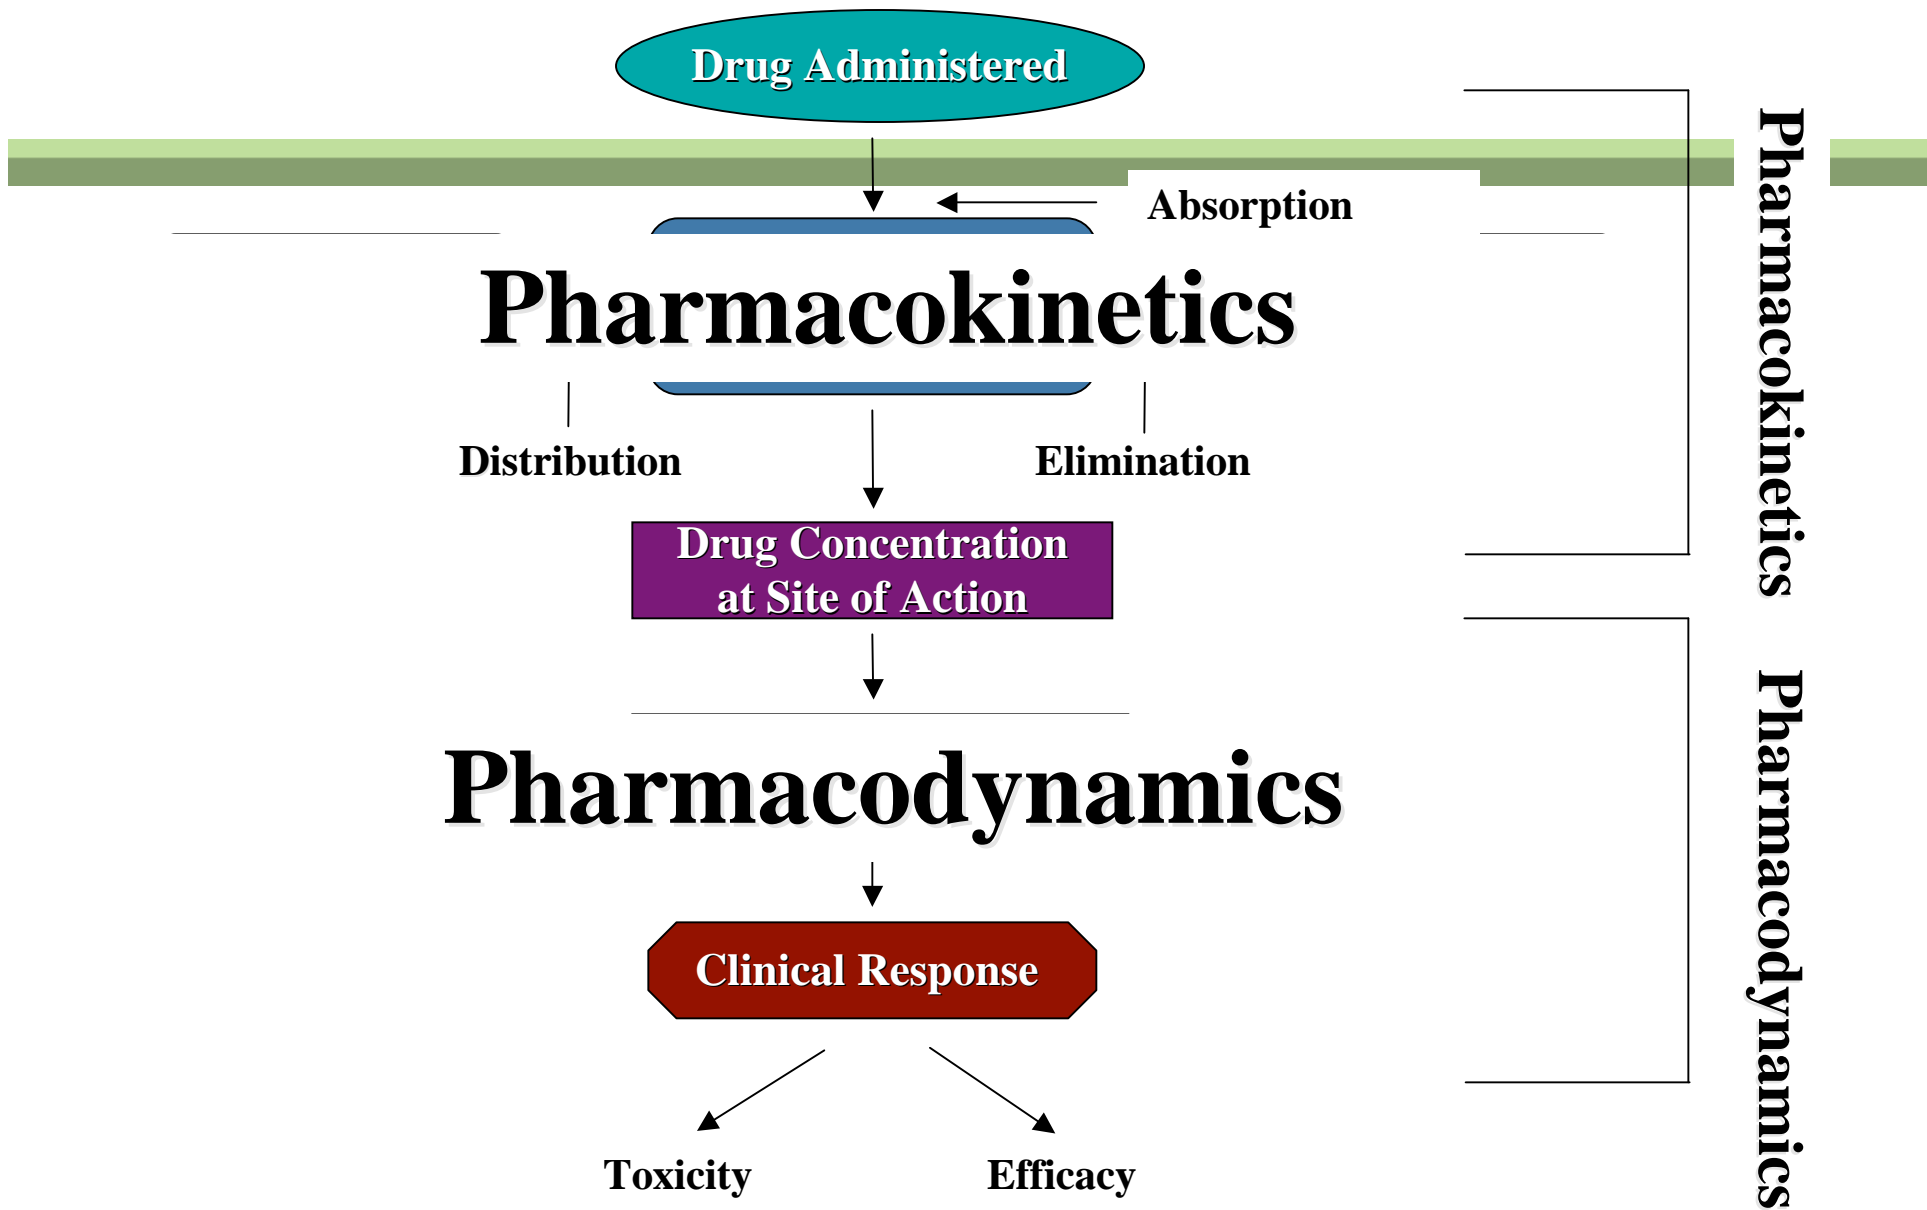 Drug Administered
Absorption
Pharmacokinetics
Distribution
Elimination
Drug Concentration
at Site of Action
Pharmacodynamics
Clinical Response
Toxicity
Efficacy
Pharmacokinetics
Pharmacodynamics